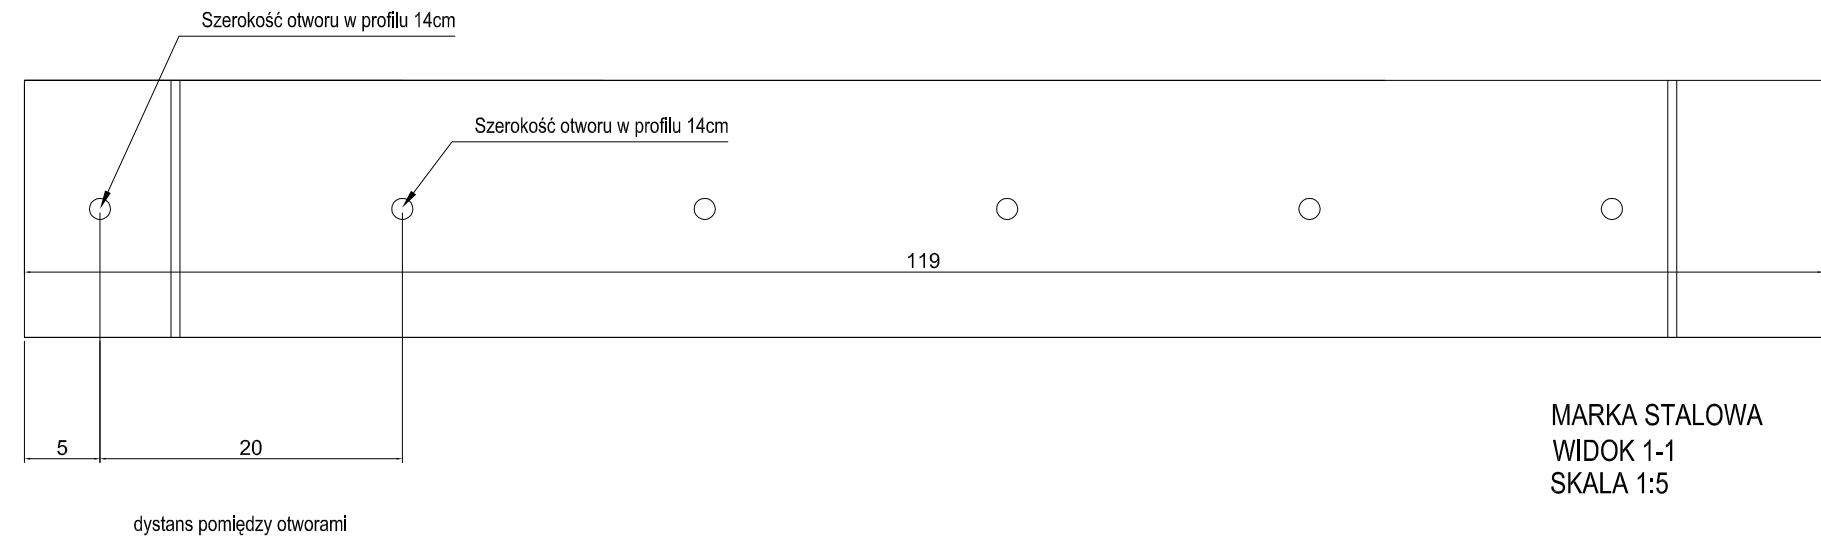 Szerokość otworu w profilu 14cm
Szerokość otworu w profilu 14cm
119
5
20
MARKA STALOWA
WIDOK 1-1
SKALA 1:5
dystans pomiędzy otworami